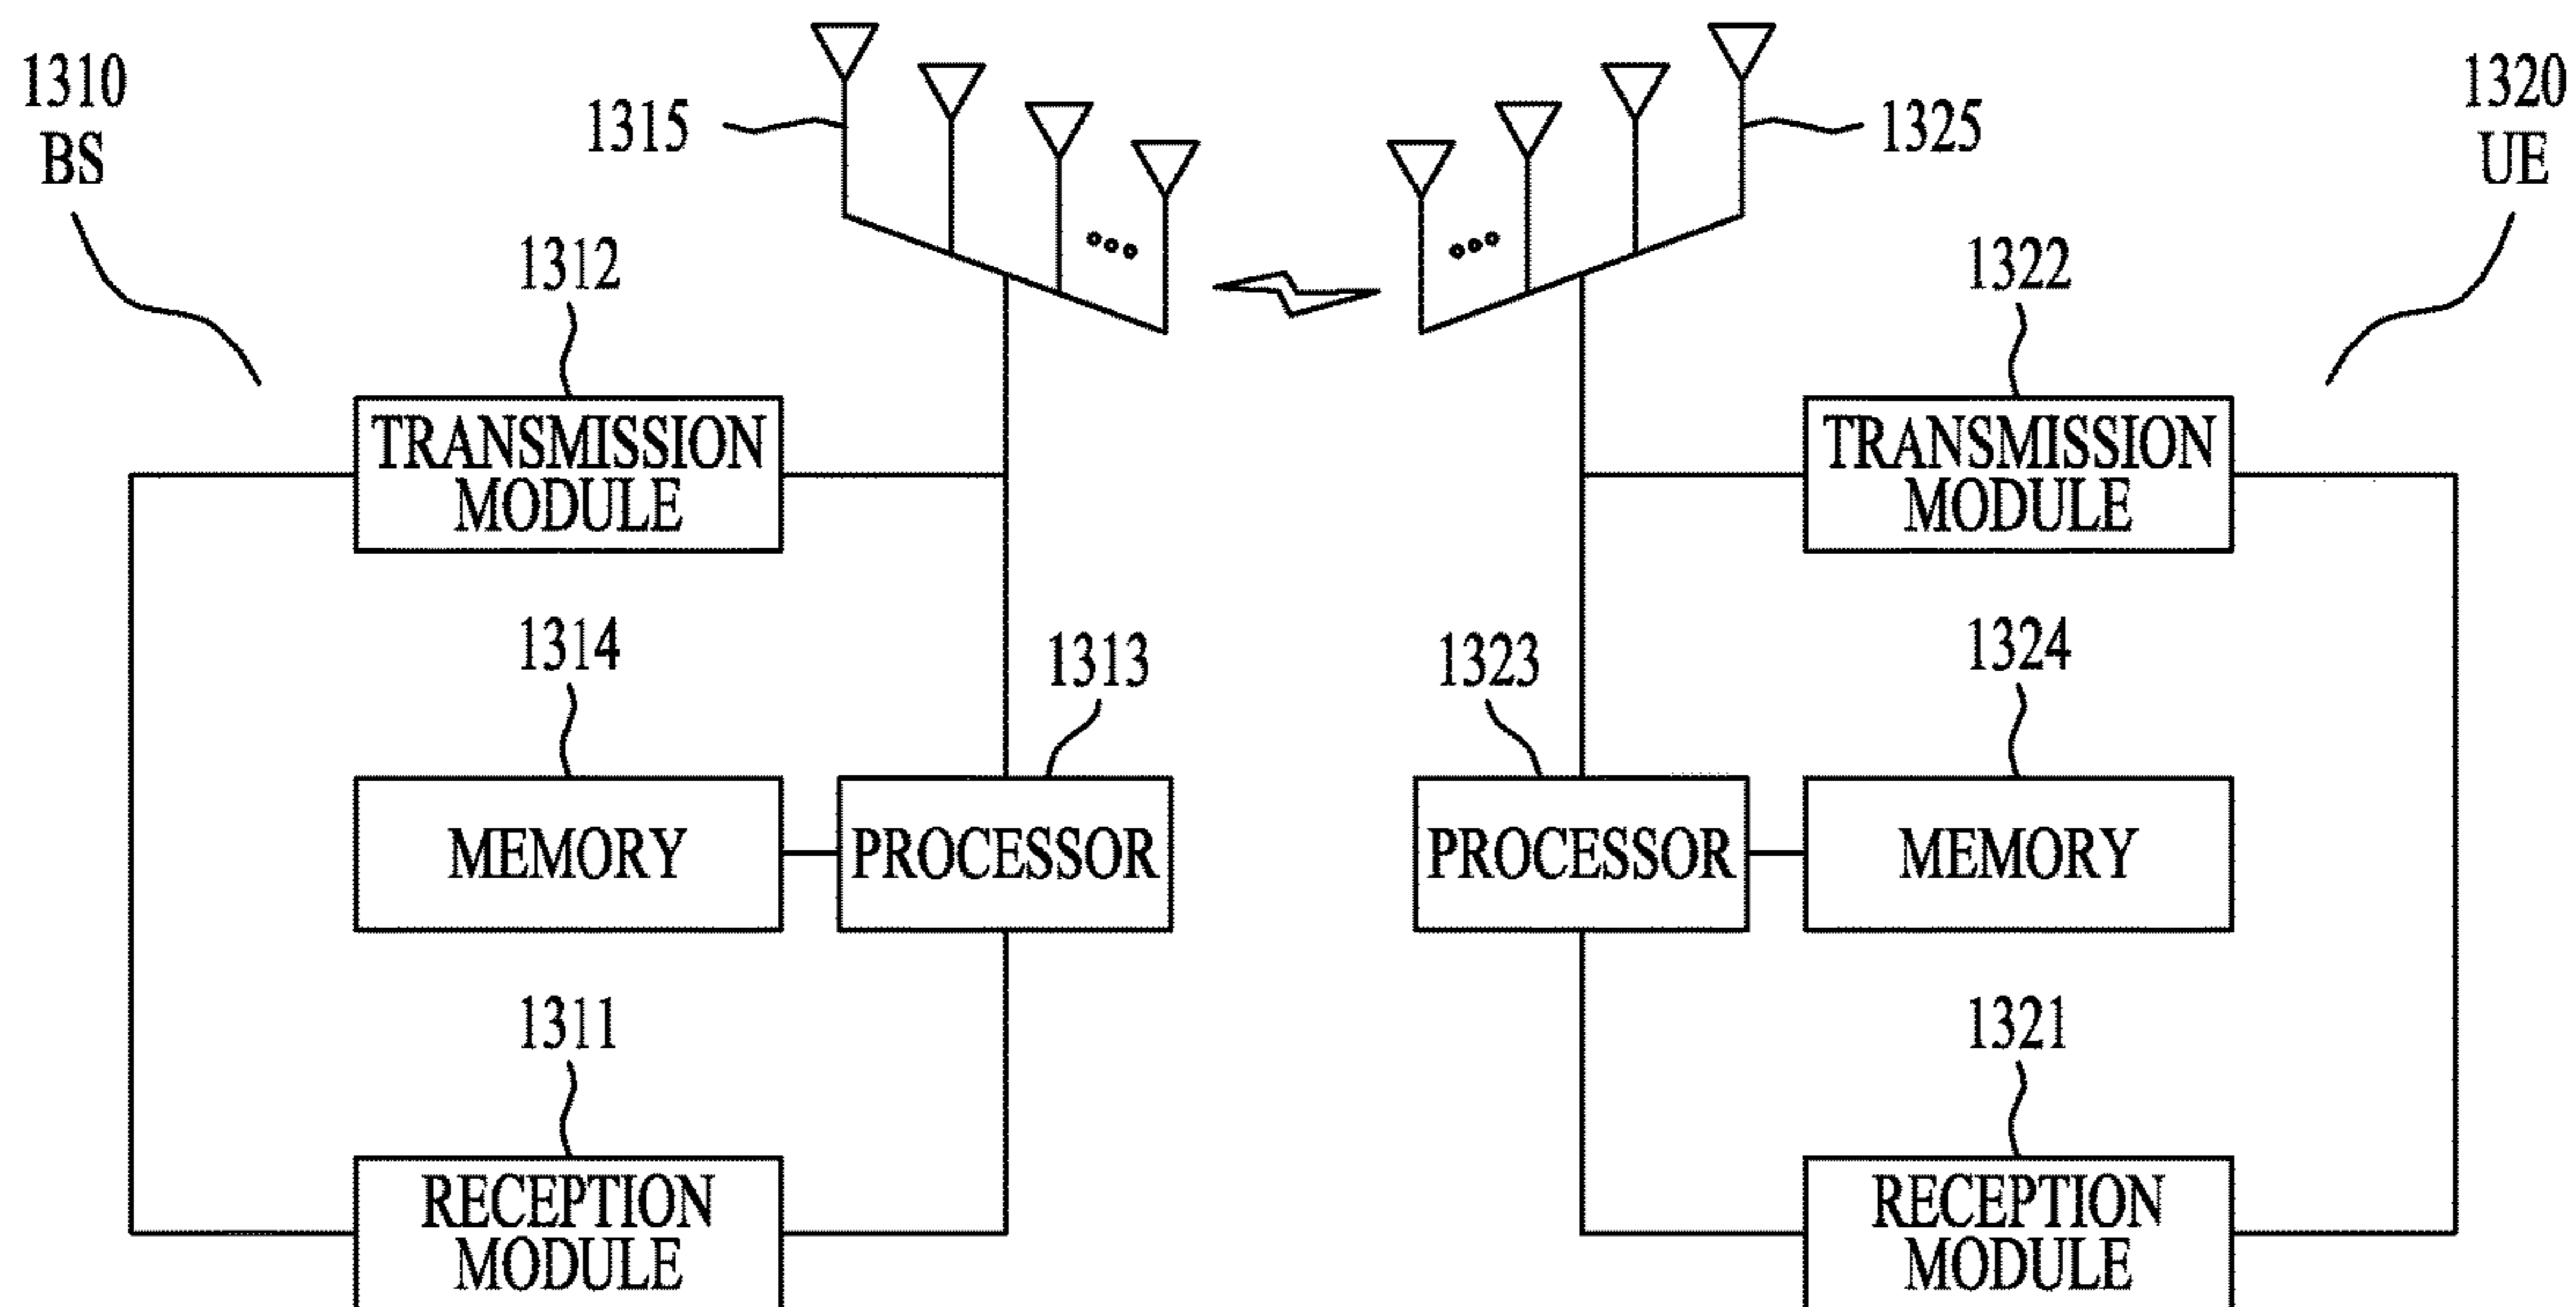 1310
BS
1315
1325
1320
UE
1312
1322
TRANSMISSION
MODULE
TRANSMISSION
MODULE
1314
1313
1323
1324
MEMORY
PROCESSOR
PROCESSOR
MEMORY
1311
1321
RECEPTION
MODULE
RECEPTION
MODULE